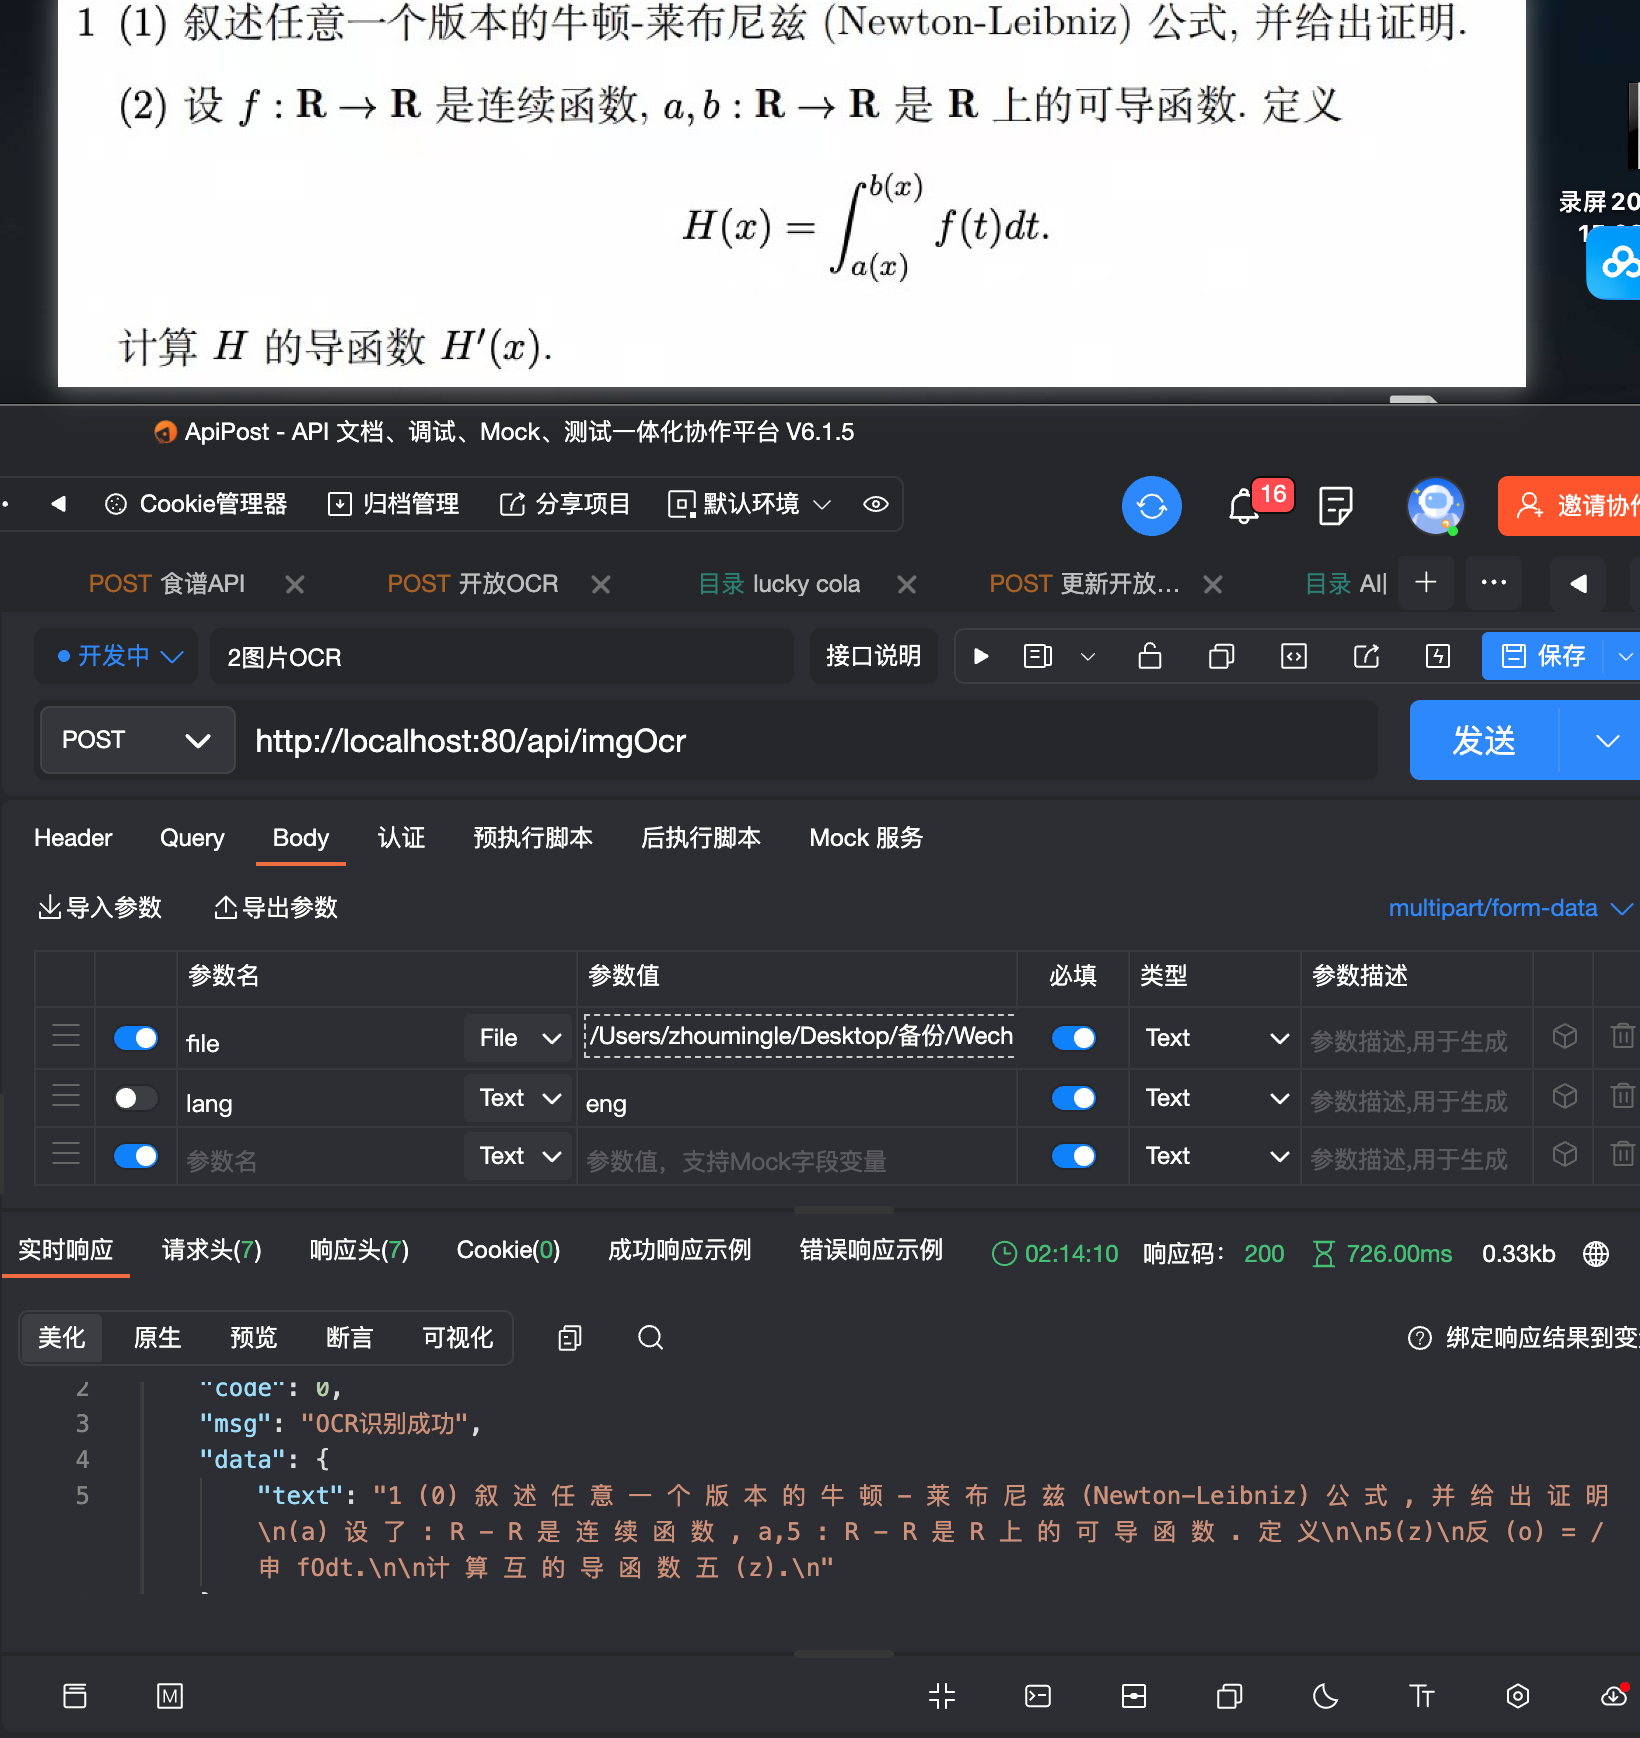 1 (1) 叙述任意一个版本的牛顿-莱布尼兹 (Newton-Leibniz) 公式, 并给出证明.
(2) 设 f : R → R 是连续函数, a, b : R → R 是 R 上的可导函数. 定义
H(x) = ∫_{a(x)}^{b(x)} f(t)dt.
计算 H 的导函数 H′(x).
录屏 20
ApiPost - API 文档、调试、Mock、测试一体化协作平台 V6.1.5
Cookie管理器 归档管理 分享项目 默认环境 16 邀请协
POST 食谱API POST 开放OCR 目录 lucky cola POST 更新开放... 目录 AI
开发中 2图片OCR 接口说明 保存
POST http://localhost:80/api/imgOcr 发送
Header Query Body 认证 预执行脚本 后执行脚本 Mock 服务
导入参数 导出参数 multipart/form-data
参数名 参数值 必填 类型 参数描述
file File /Users/zhoumingle/Desktop/备份/Wech Text 参数描述,用于生成
lang Text eng Text 参数描述,用于生成
参数名 Text 参数值，支持Mock字段变量 Text 参数描述,用于生成
实时响应 请求头(7) 响应头(7) Cookie(0) 成功响应示例 错误响应示例 02:14:10 响应码： 200 726.00ms 0.33kb
美化 原生 预览 断言 可视化 绑定响应结果到变
2 "code": 0,
3 "msg": "OCR识别成功",
4 "data": {
5 "text": "1 (0) 叙 述 任 意 一 个 版 本 的 牛 顿 - 莱 布 尼 兹 (Newton-Leibniz) 公 式 , 并 给 出 证 明
\n(a) 设 了 : R - R 是 连 续 函 数 , a,5 : R - R 是 R 上 的 可 导 函 数 . 定 义\n\n5(z)\n反 (o) = /
申 fOdt.\n\n计 算 互 的 导 函 数 五 (z).\n"
M
TT